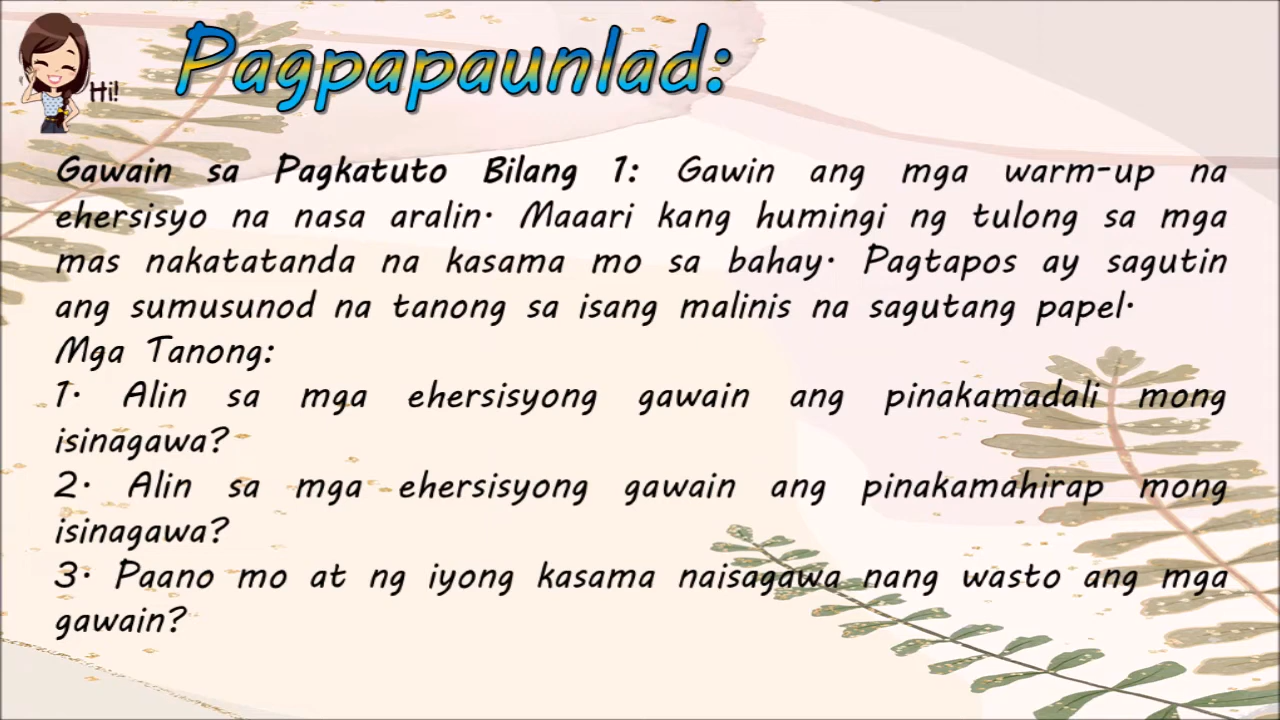 Hi!
Pagpapaunlad:
Gawain sa Pagkatuto Bilang 1: Gawin ang mga warm-up na
ehersisyo na nasa aralin. Maaari kang humingi ng tulong sa mga
mas nakatatanda na kasama mo sa bahay. Pagtapos ay sagutin
ang sumusunod na tanong sa isang malinis na sagutang papel.
Mga Tanong:
1. Alin sa mga ehersisyong gawain ang pinakamadali mong
isinagawa?
2. Alin sa mga ehersisyong gawain ang pinakamahirap mong
isinagawa?
3. Paano mo at ng iyong kasama naisagawa nang wasto ang mga
gawain?